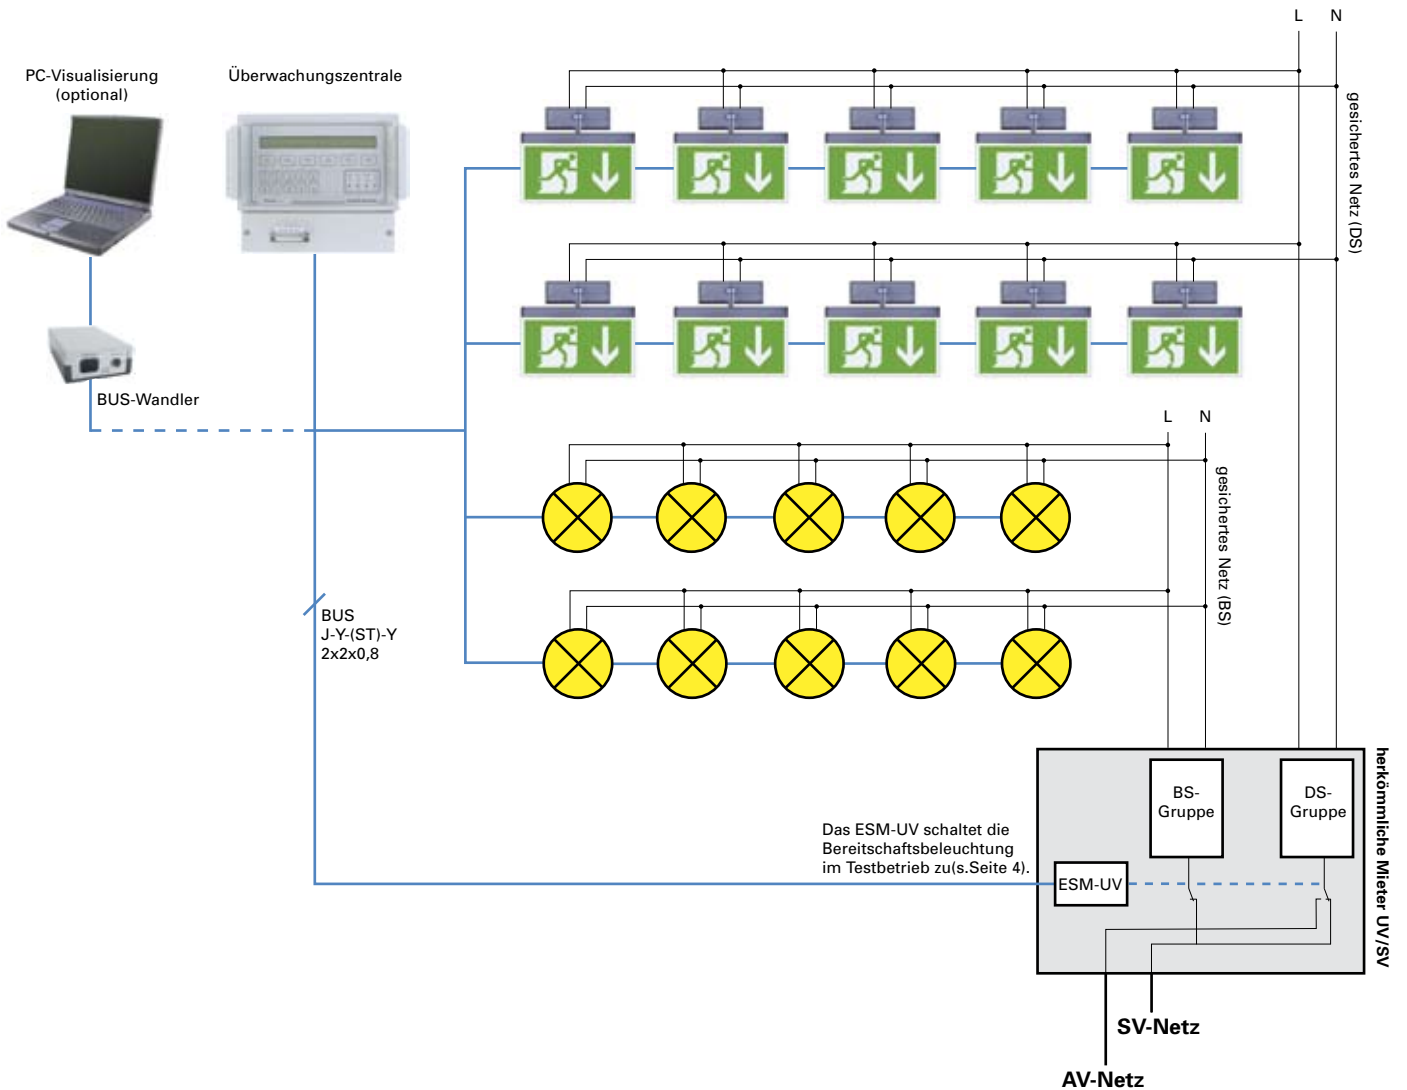 L N
PC-Visualisierung
(optional)
Überwachungszentrale
gesichertes Netz (DS)
BUS-Wandler
L N
gesichertes Netz (BS)
BUS
J-Y-(ST)-Y
2x2x0,8
herkömmliche Mieter UV/SV
BS-
Gruppe
DS-
Gruppe
Das ESM-UV schaltet die
Bereitschaftsbeleuchtung
im Testbetrieb zu(s.Seite 4).
ESM-UV
SV-Netz
AV-Netz